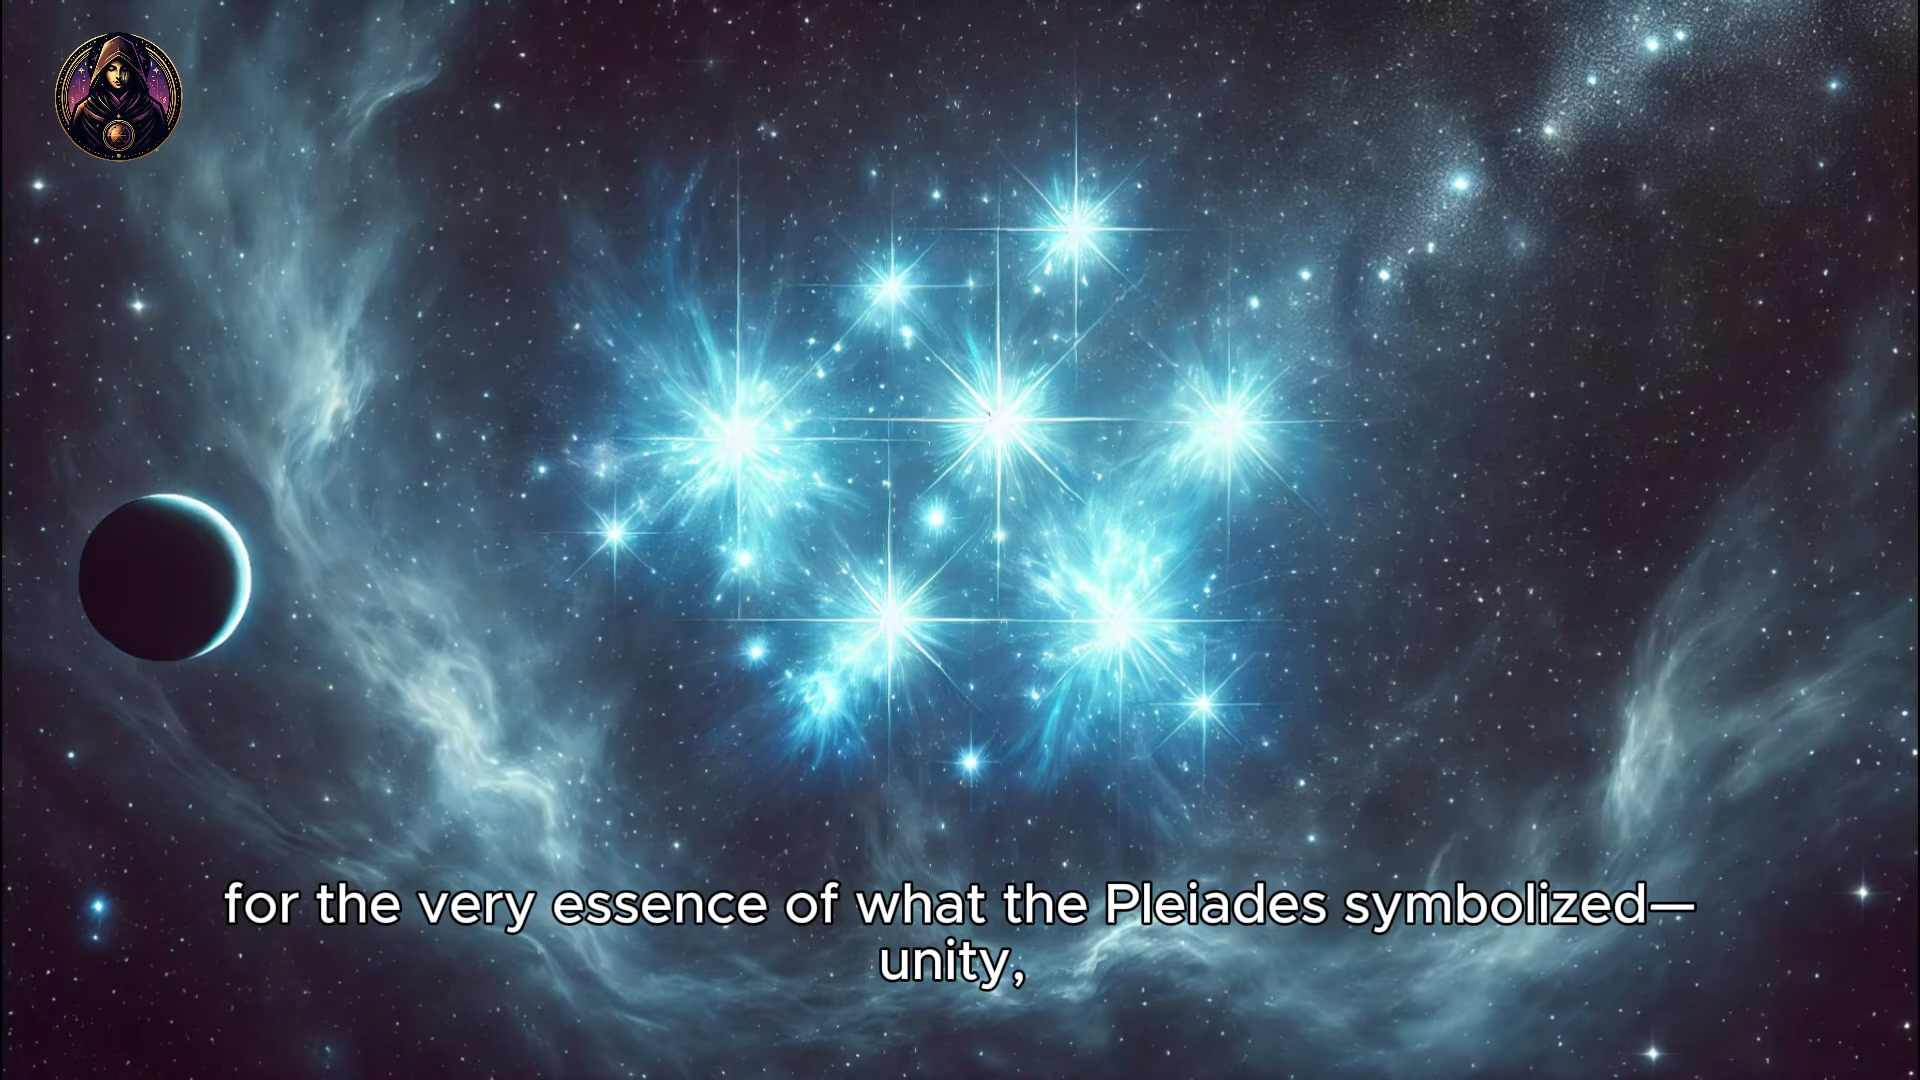 for the very essence of what the Pleiades symbolized—
unity,